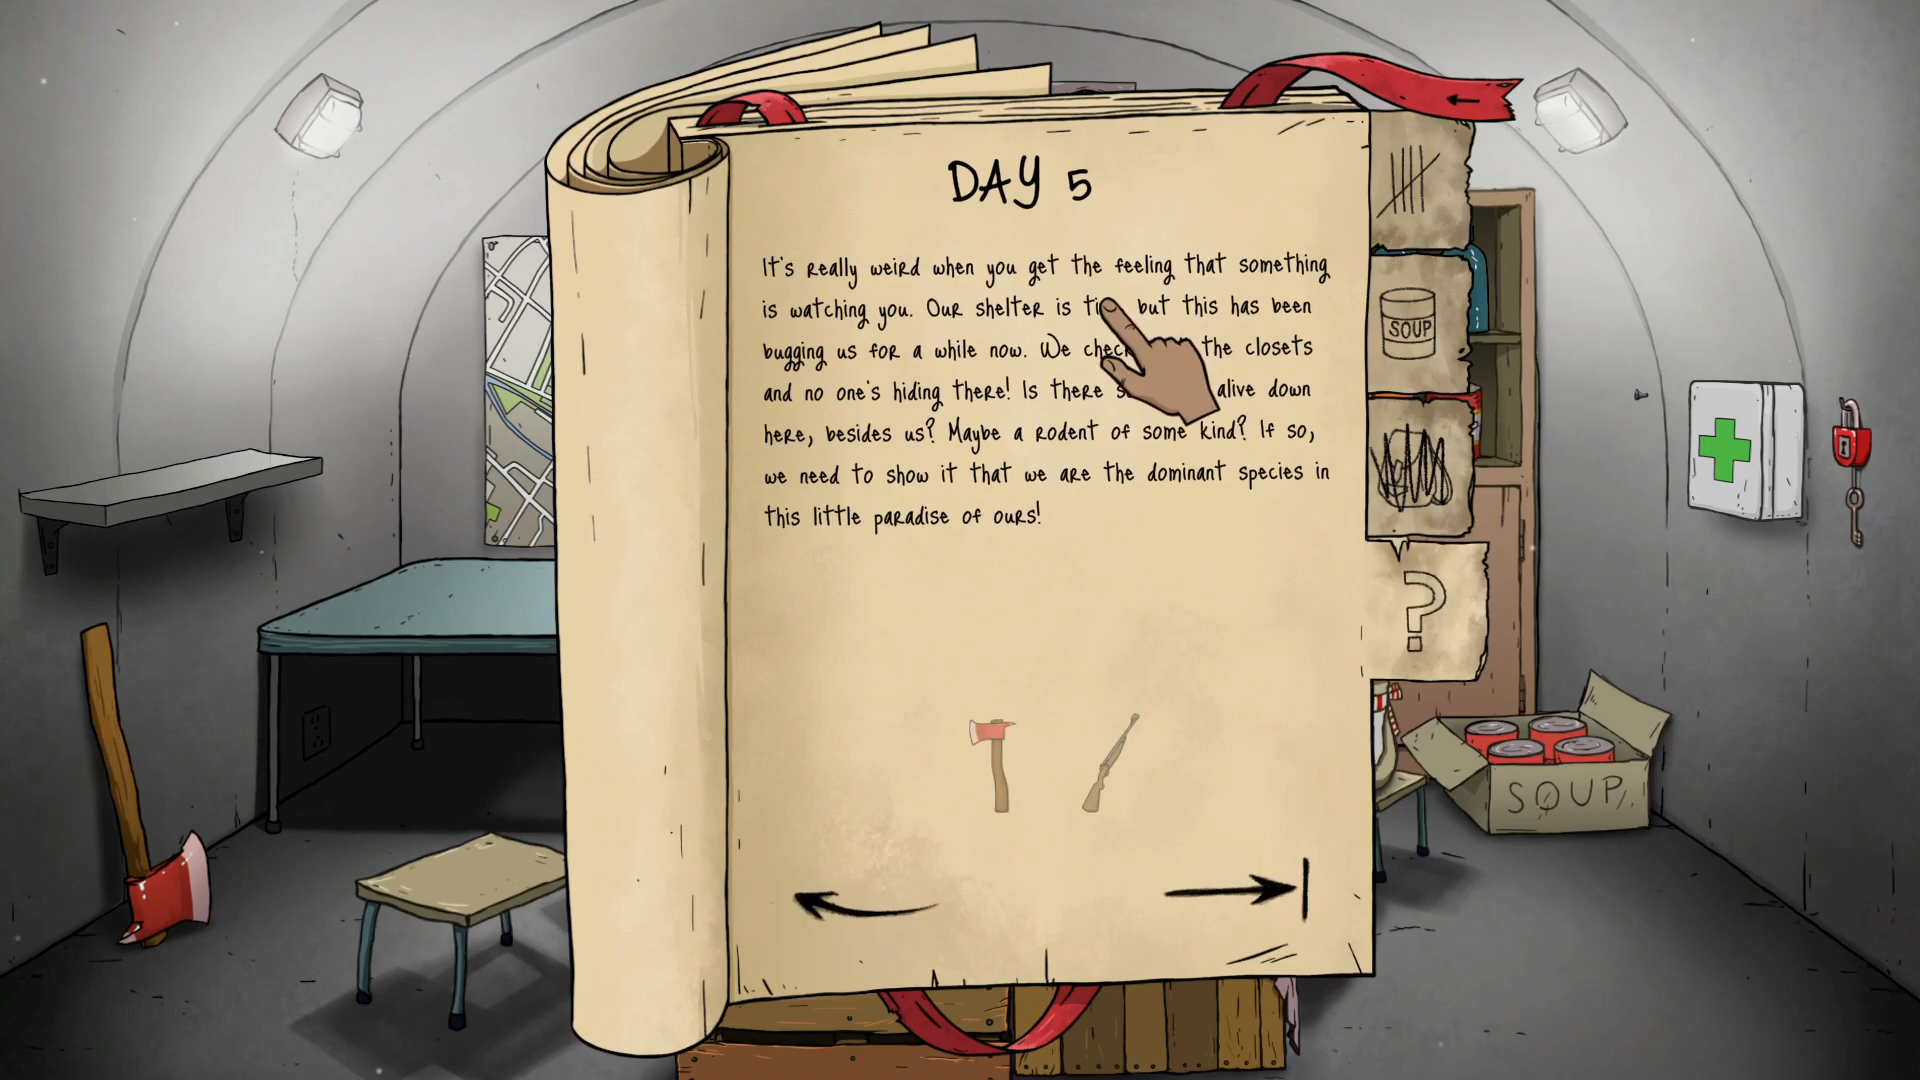 DAY 5
It's really weird when you get the feeling that something
is watching you. Our shelter is but this has been
bugging us for a while now. We the closets
and no one's hiding there! Is there alive down
here, besides us? Maybe a rodent of some kind? If so,
we need to show it that we are the dominant species in
this little paradise of ours!
SOUP
SOUP